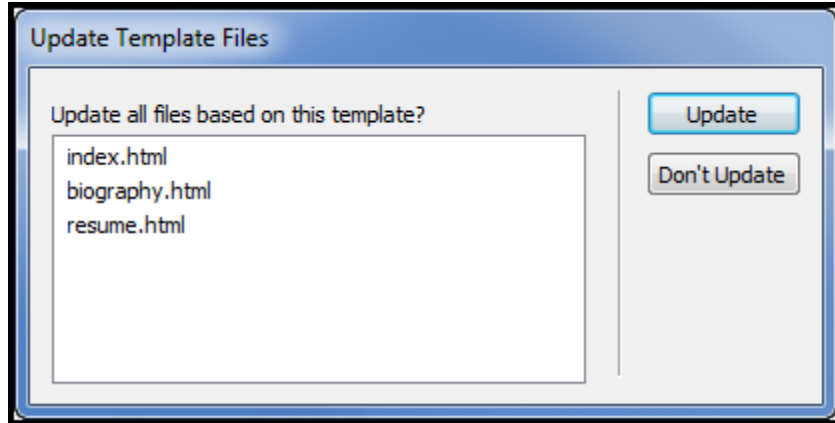 Update Template Files
Update all files based on this template?
index.html
biography.html
resume.html
Update
Don't Update